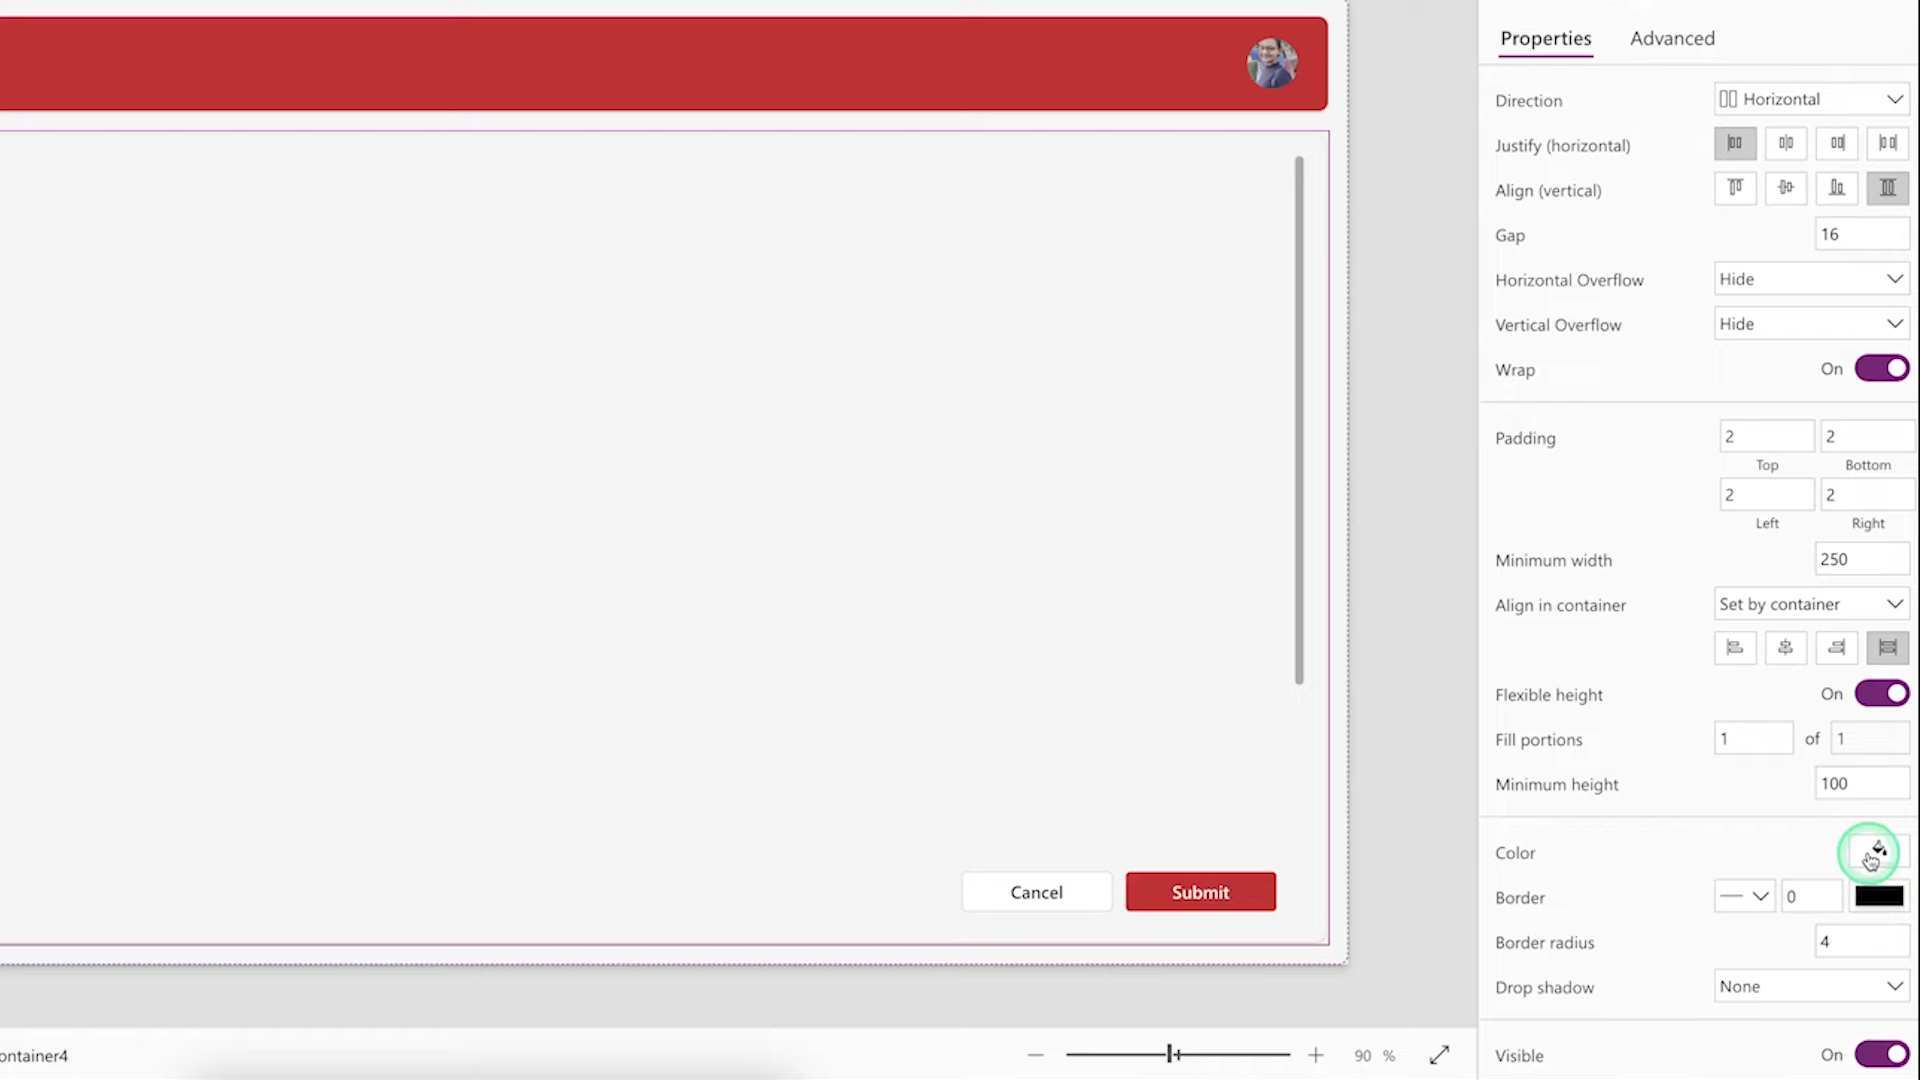 Properties Advanced
Direction Horizontal
Justify (horizontal)
Align (vertical)
Gap 16
Horizontal Overflow Hide
Vertical Overflow Hide
Wrap On
Padding 2 2
Top Bottom
2 2
Left Right
Minimum width 250
Align in container Set by container
Flexible height On
Fill portions 1 of 1
Minimum height 100
Color
Cancel Submit
Border 0
Border radius 4
Drop shadow None
ontainer4 90 % Visible On